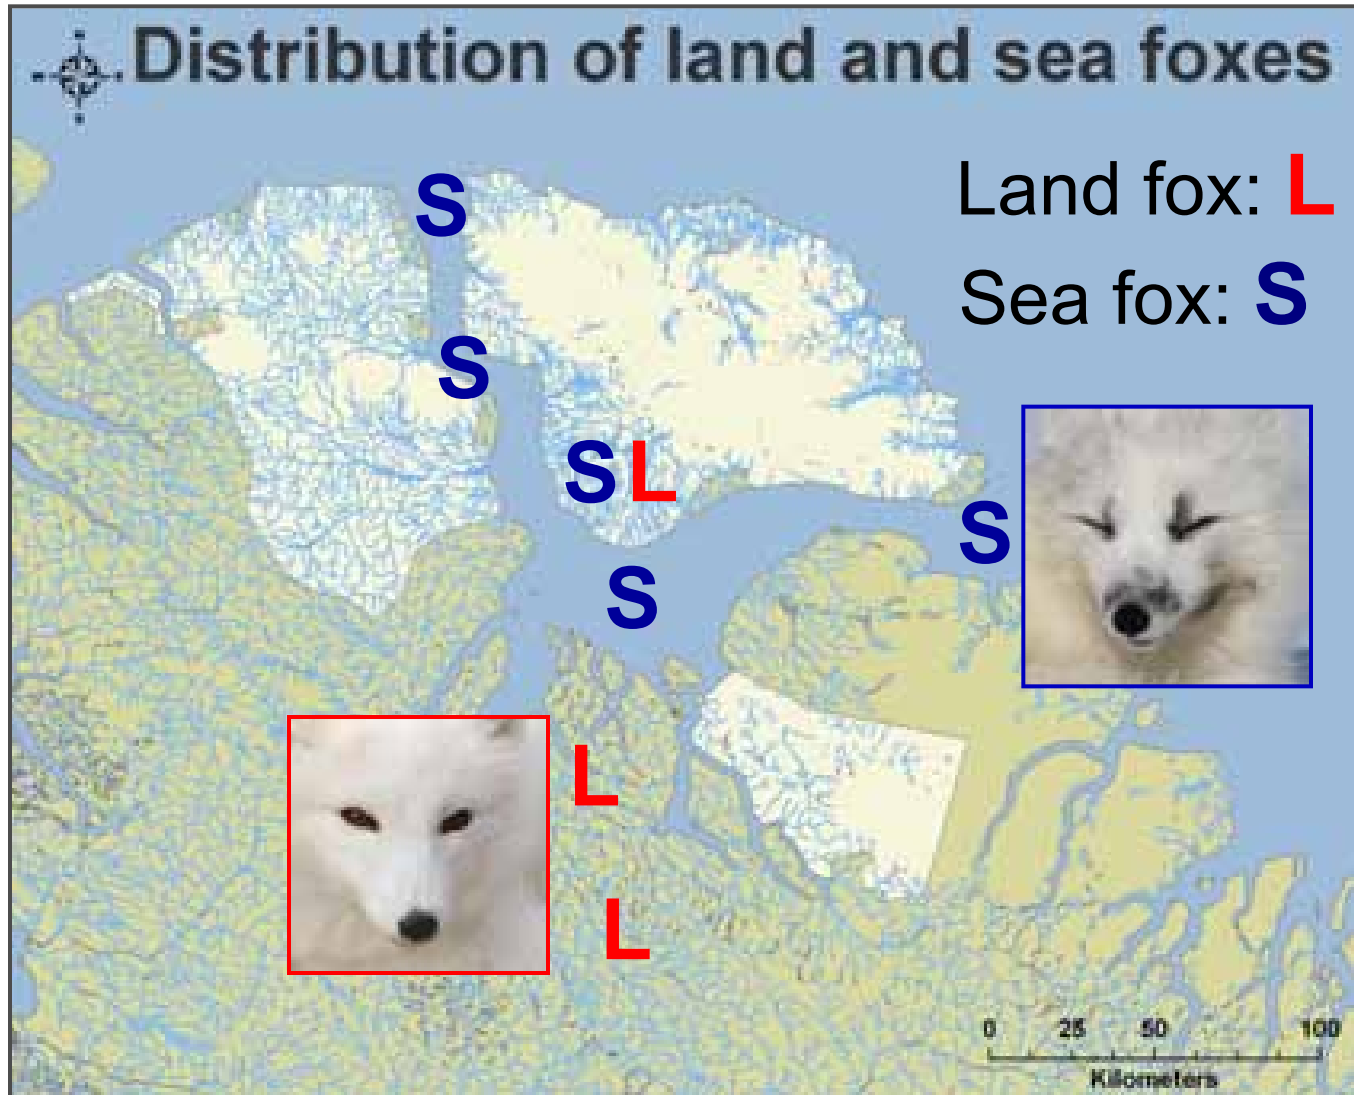 Distribution of land and sea foxes
Land fox: L
S
Sea fox: S
S
S L
S
S
L
L
0 25 50 100
Kilometers